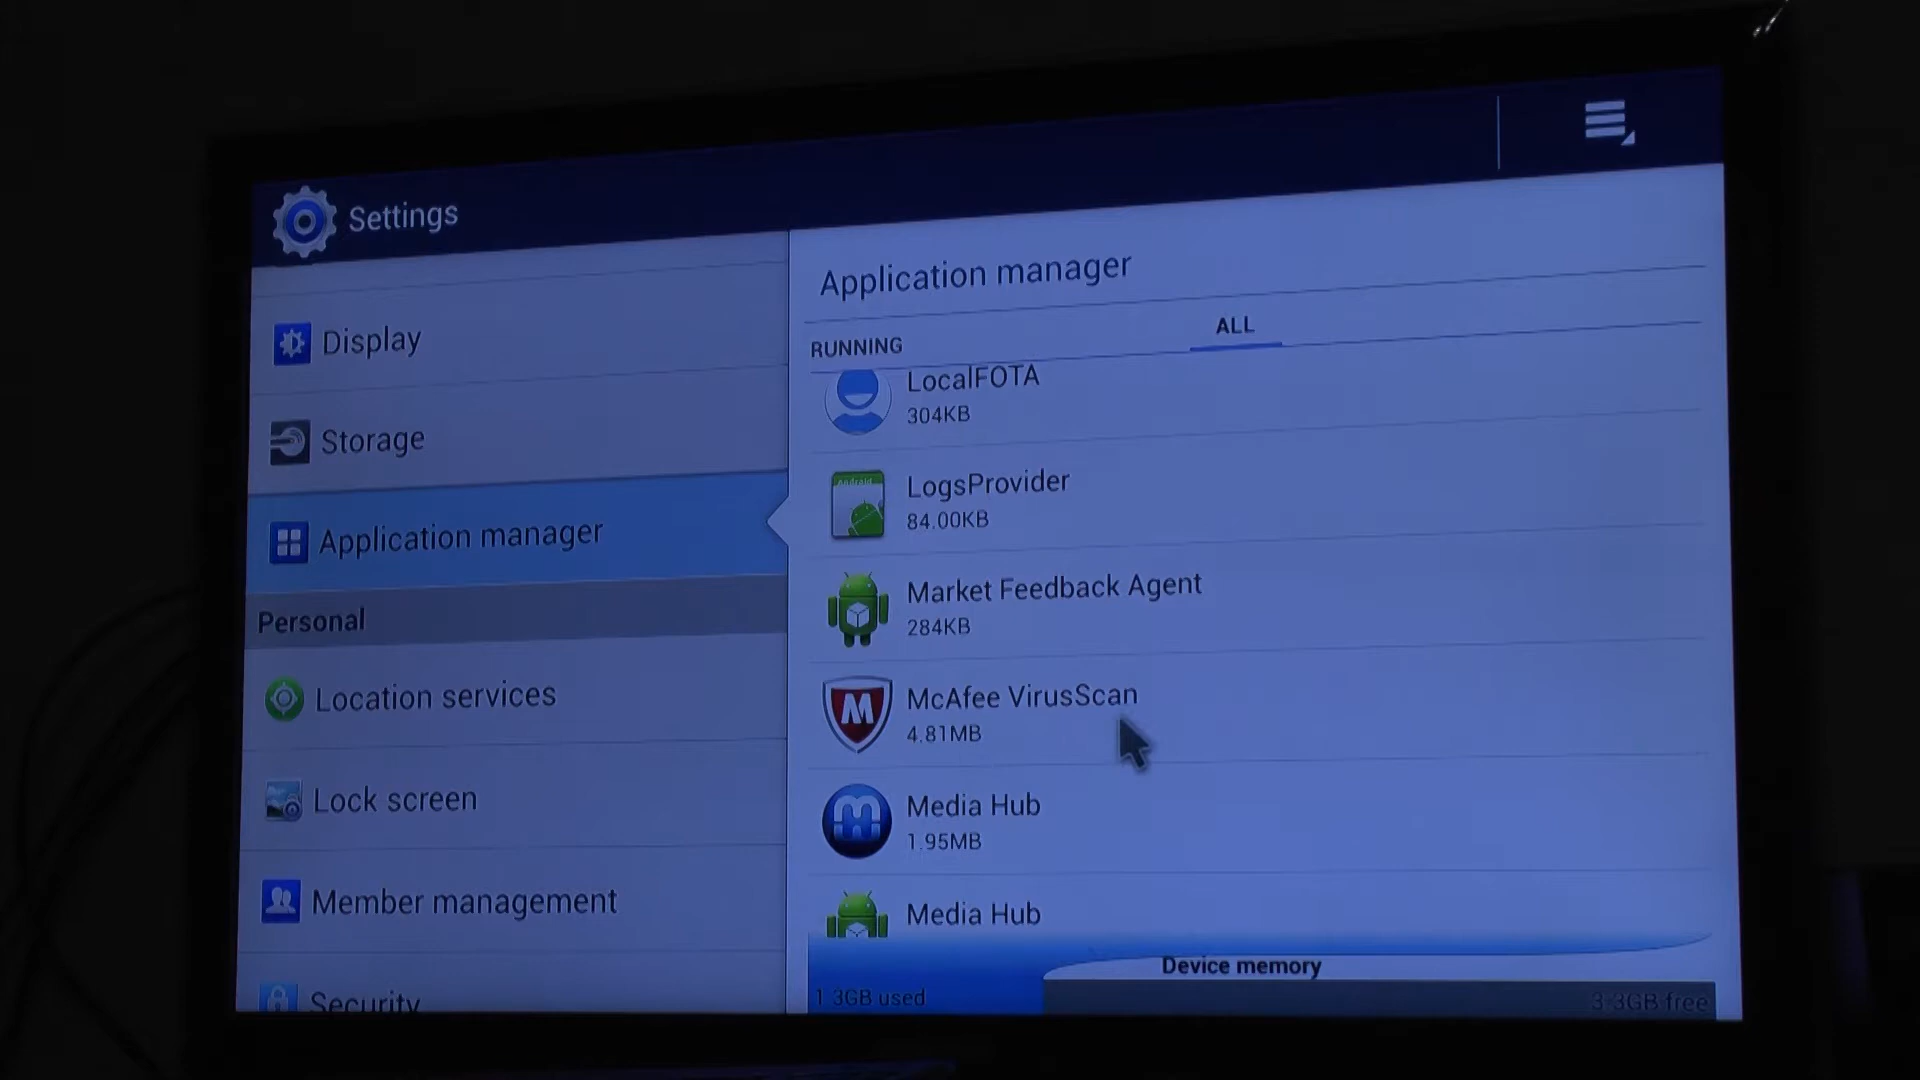 Settings
Display
Storage
Application manager
Personal
Location services
Lock screen
Member management
Security
Application manager
RUNNING
ALL
LocalFOTA
304KB
LogsProvider
84.00KB
Market Feedback Agent
284KB
McAfee VirusScan
4.81MB
Media Hub
1.95MB
Media Hub
Device memory
1.3GB used
3.3GB free